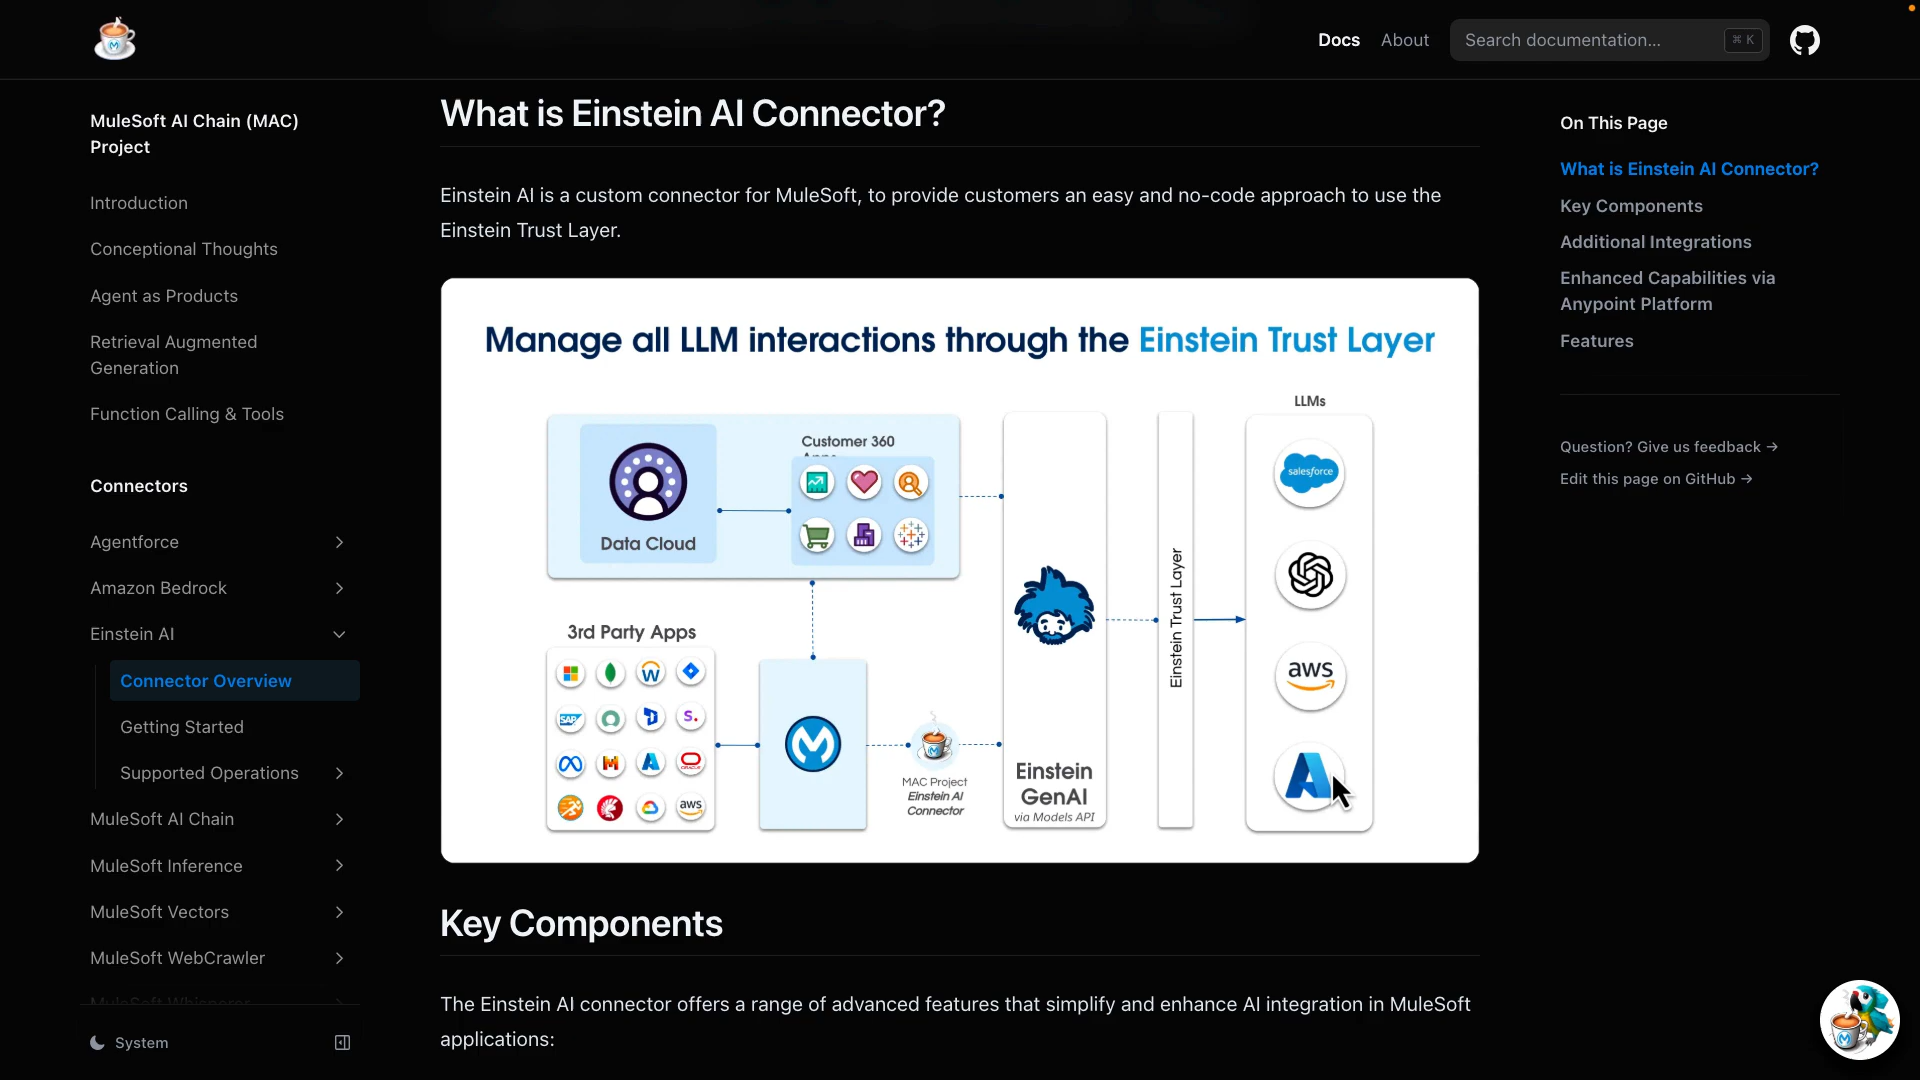 Docs
About
Search documentation...
⌘ K
MuleSoft AI Chain (MAC)
Project
Introduction
Conceptual Thoughts
Agent as Products
Retrieval Augmented
Generation
Function Calling & Tools
Connectors
Agentforce
Amazon Bedrock
Einstein AI
Connector Overview
Getting Started
Supported Operations
MuleSoft AI Chain
MuleSoft Inference
MuleSoft Vectors
MuleSoft WebCrawler
MuleSoft Whisperer
System
What is Einstein AI Connector?
Einstein AI is a custom connector for MuleSoft, to provide customers an easy and no-code approach to use the
Einstein Trust Layer.
Manage all LLM interactions through the Einstein Trust Layer
Data Cloud
Customer 360
Apps
3rd Party Apps
SAP
S.
ORACLE
aws
MAC Project
Einstein AI
Connector
Einstein
GenAI
via Models API
Einstein Trust Layer
LLMs
salesforce
aws
Key Components
The Einstein AI connector offers a range of advanced features that simplify and enhance AI integration in MuleSoft
applications:
On This Page
What is Einstein AI Connector?
Key Components
Additional Integrations
Enhanced Capabilities via
Anypoint Platform
Features
Question? Give us feedback →
Edit this page on GitHub →